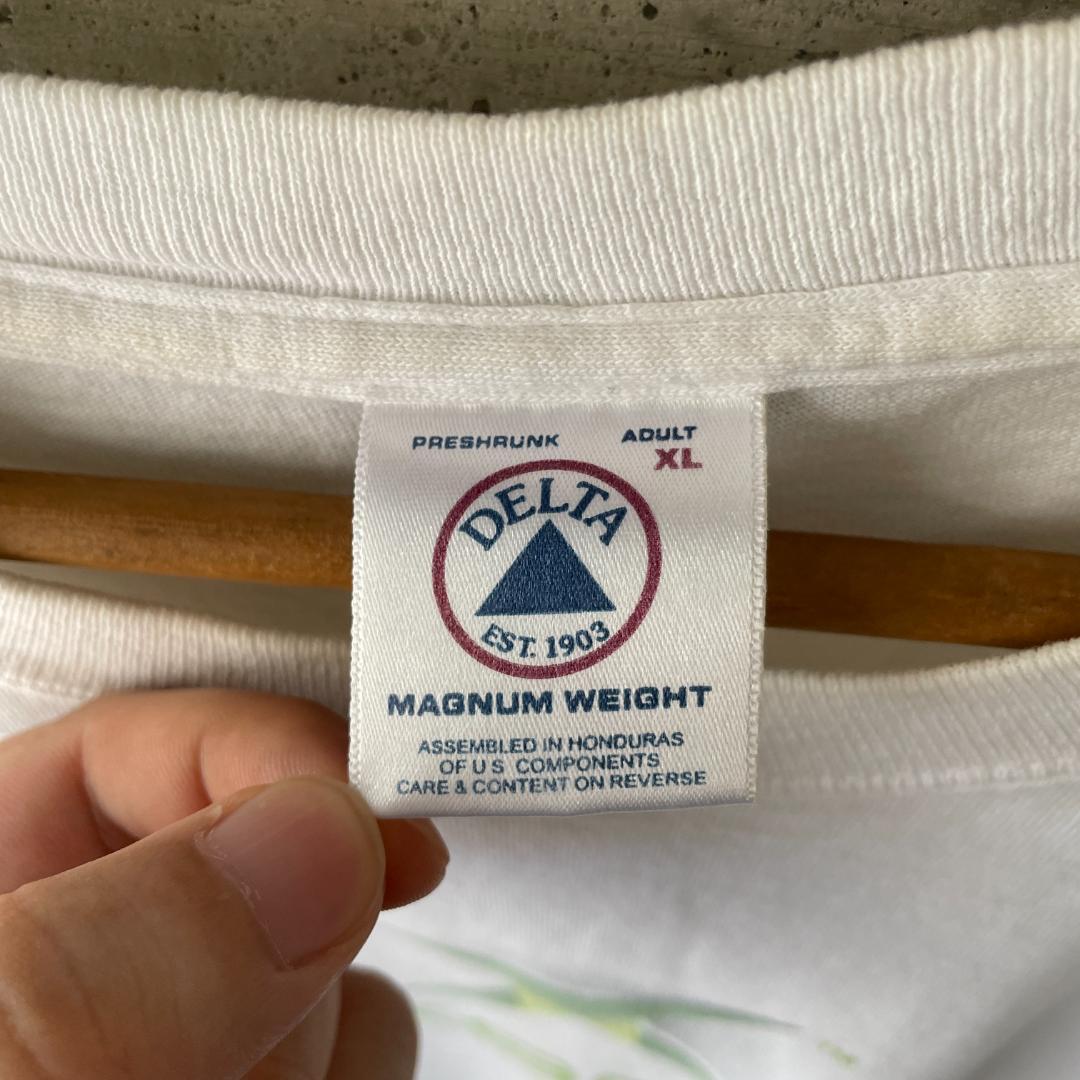 PRESHRUNK
ADULT
XL
DELTA
EST. 1903
MAGNUM WEIGHT
ASSEMBLED IN HONDURAS
OF U S COMPONENTS
CARE & CONTENT ON REVERSE